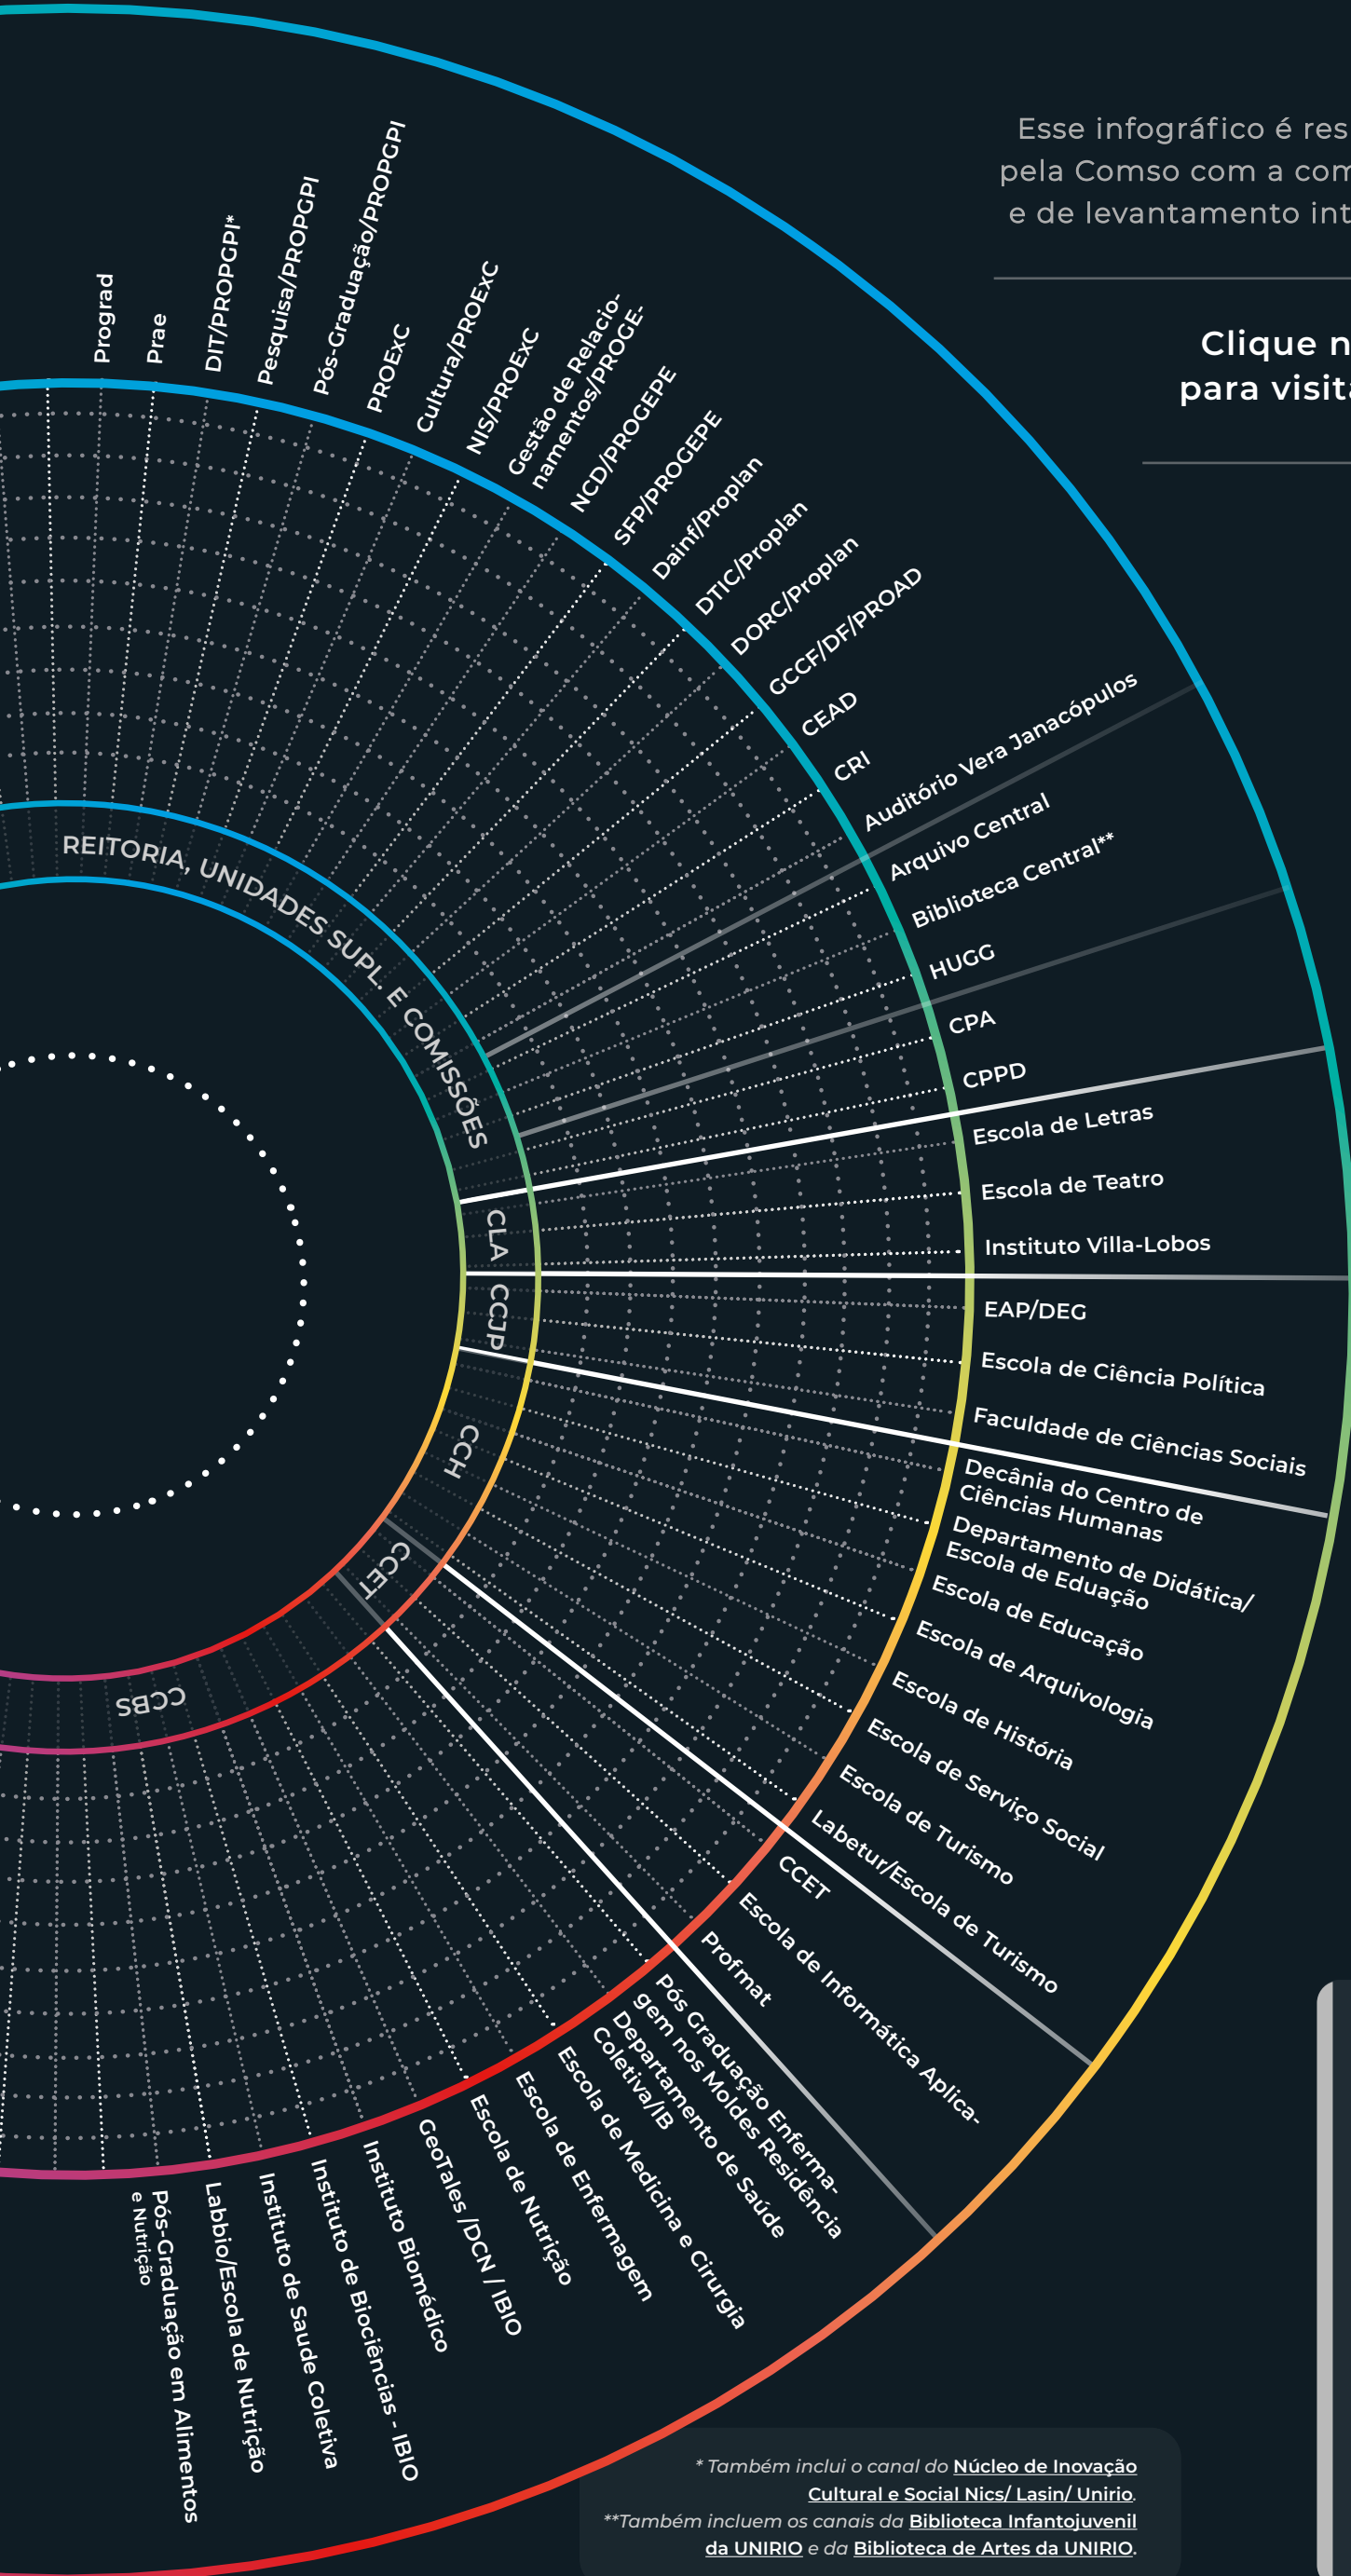 Esse infográfico é res
pela Comso com a com
e de levantamento int
Clique n
para visita
Prograd
Prae
DIT/PROPGPI*
Pesquisa/PROPGPI
Pós-Graduação/PROPGPI
PROExC
Cultura/PROExC
NIS/PROExC
Gestão de Relacio-
namentos/PROGE-
NCD/PROGEPE
SFP/PROGEPE
Dainf/Proplan
DTIC/Proplan
DORC/Proplan
GCCF/DF/PROAD
CEAD
CRI
Auditório Vera Janacópulos
Arquivo Central
Biblioteca Central**
HUGG
CPA
CPPD
Escola de Letras
Escola de Teatro
Instituto Villa-Lobos
EAP/DEG
Escola de Ciência Política
Faculdade de Ciências Sociais
Decânia do Centro de
Ciências Humanas
Departamento de Didática/
Escola de Eduação
Escola de Educação
Escola de Arquivologia
Escola de História
Escola de Serviço Social
Escola de Turismo
Labetur/Escola de Turismo
CCET
Escola de Informática Aplica-
Profmat
Pós Graduação Enferma-
gem nos Moldes Residência
Departamento de Saúde
Coletiva/IB
Escola de Medicina e Cirurgia
Escola de Enfermagem
Escola de Nutrição
GeoTales /DCN / IBIO
Instituto Biomédico
Instituto de Biociências - IBIO
Instituto de Saude Coletiva
Labbio/Escola de Nutrição
Pós-Graduação em Alimentos
e Nutrição
REITORIA, UNIDADES SUPL. E COMISSÕES
CLA
CCJP
CCH
CCET
CCBS
* Também inclui o canal do Núcleo de Inovação
Cultural e Social Nics/ Lasin/ Unirio.
**Também incluem os canais da Biblioteca Infantojuvenil
da UNIRIO e da Biblioteca de Artes da UNIRIO.